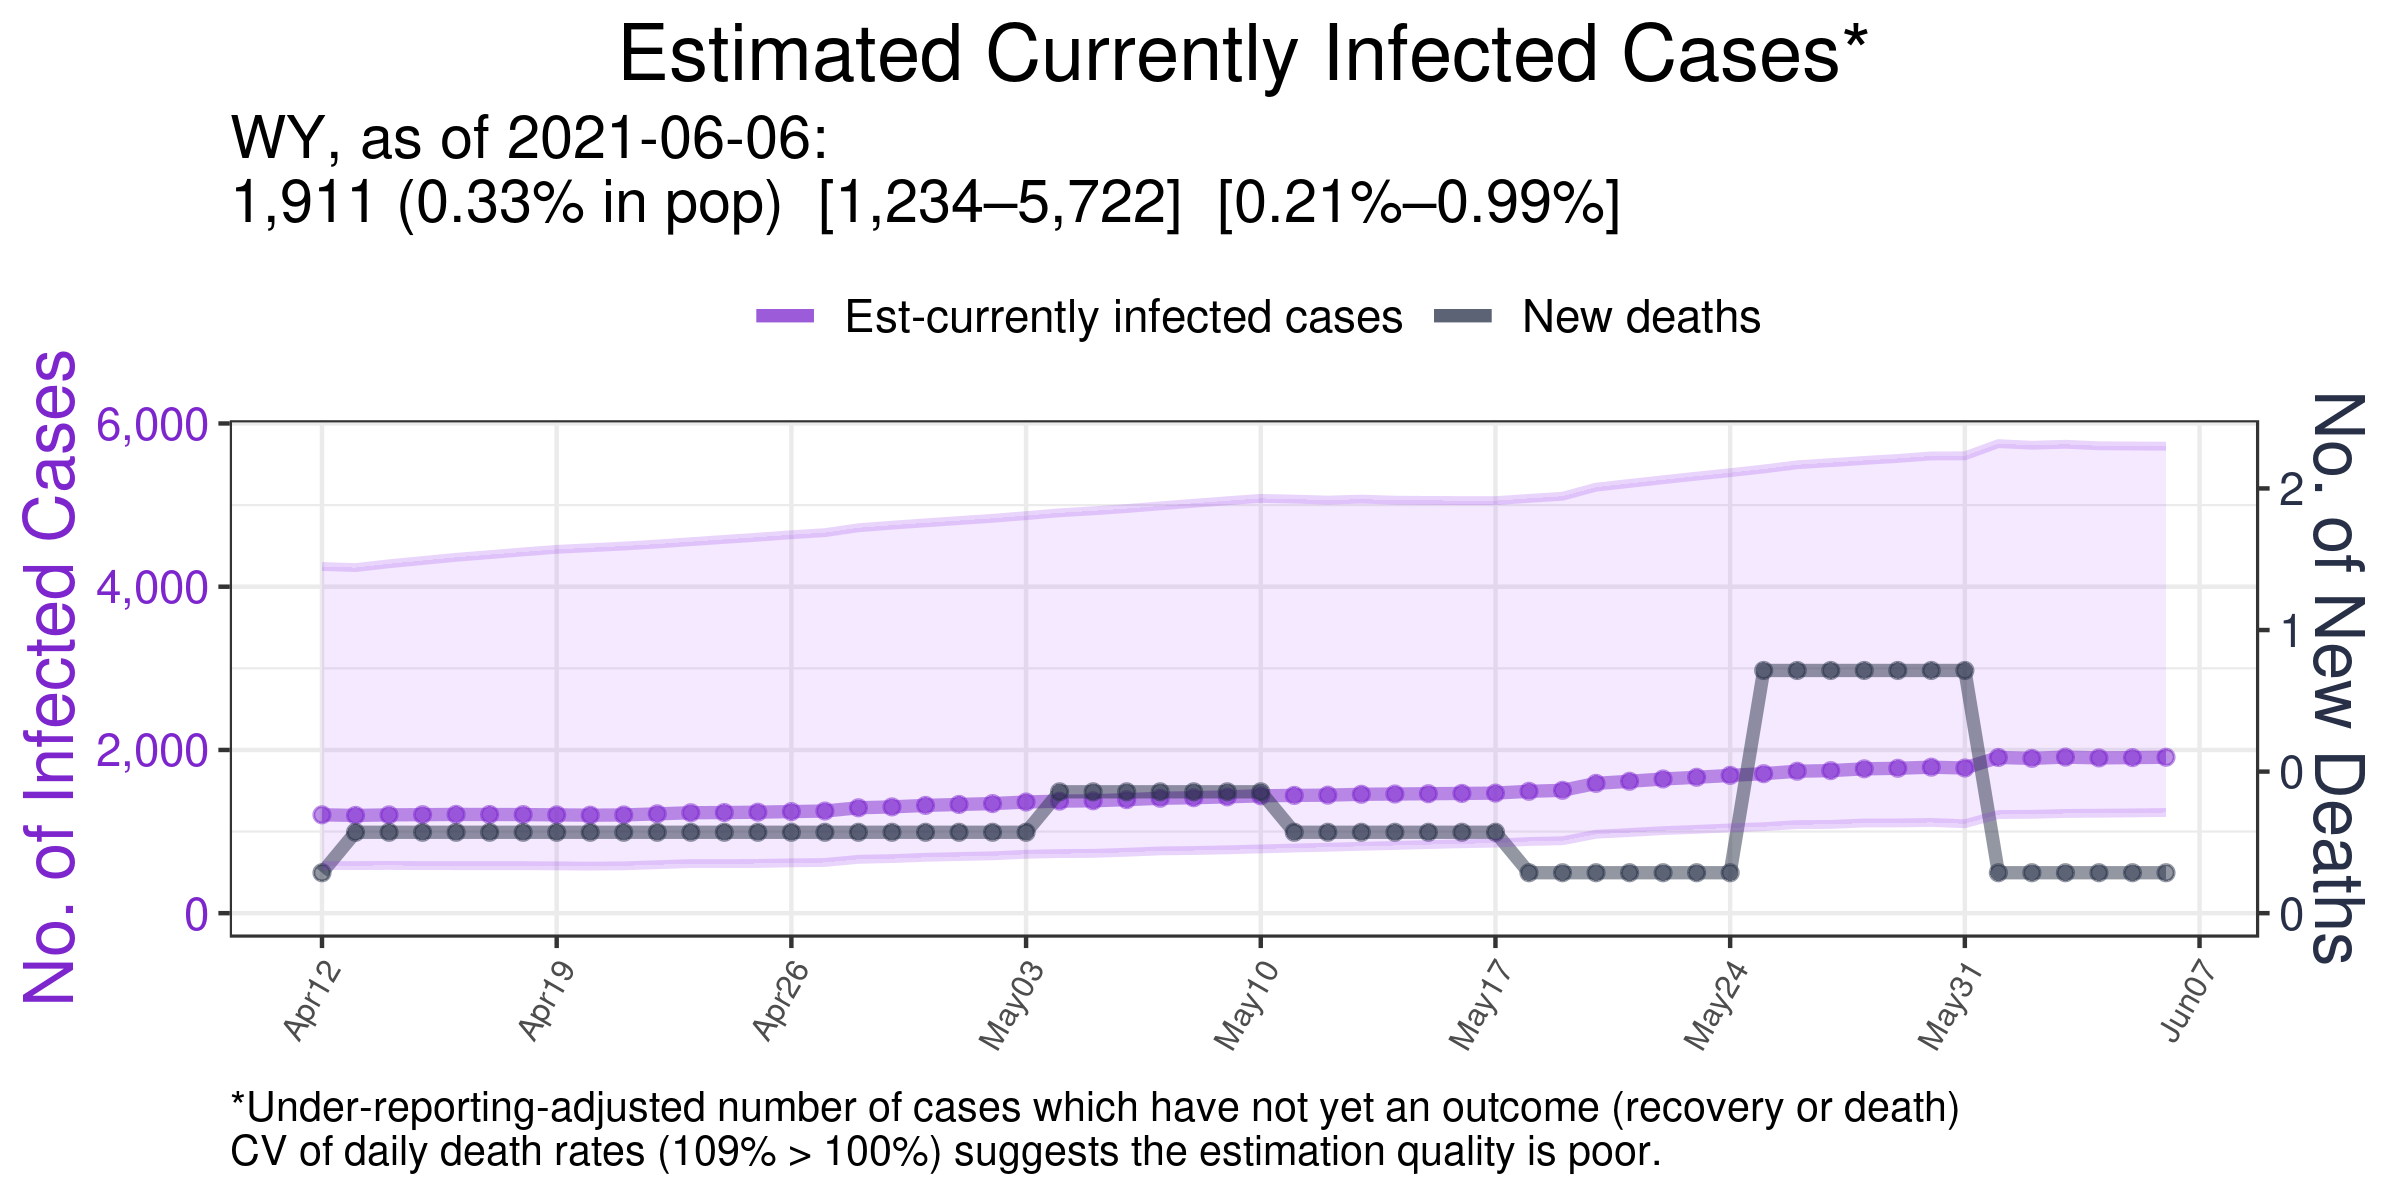 Estimated Currently Infected Cases*
WY, as of 2021-06-06:
1,911 (0.33% in pop)  [1,234–5,722]  [0.21%–0.99%]
Est-currently infected cases
New deaths
No. of Infected Cases
6,000
4,000
2,000
0
No. of New Deaths
2
1
0
0
Apr12
Apr19
Apr26
May03
May10
May17
May24
May31
Jun07
*Under-reporting-adjusted number of cases which have not yet an outcome (recovery or death)
CV of daily death rates (109% > 100%) suggests the estimation quality is poor.